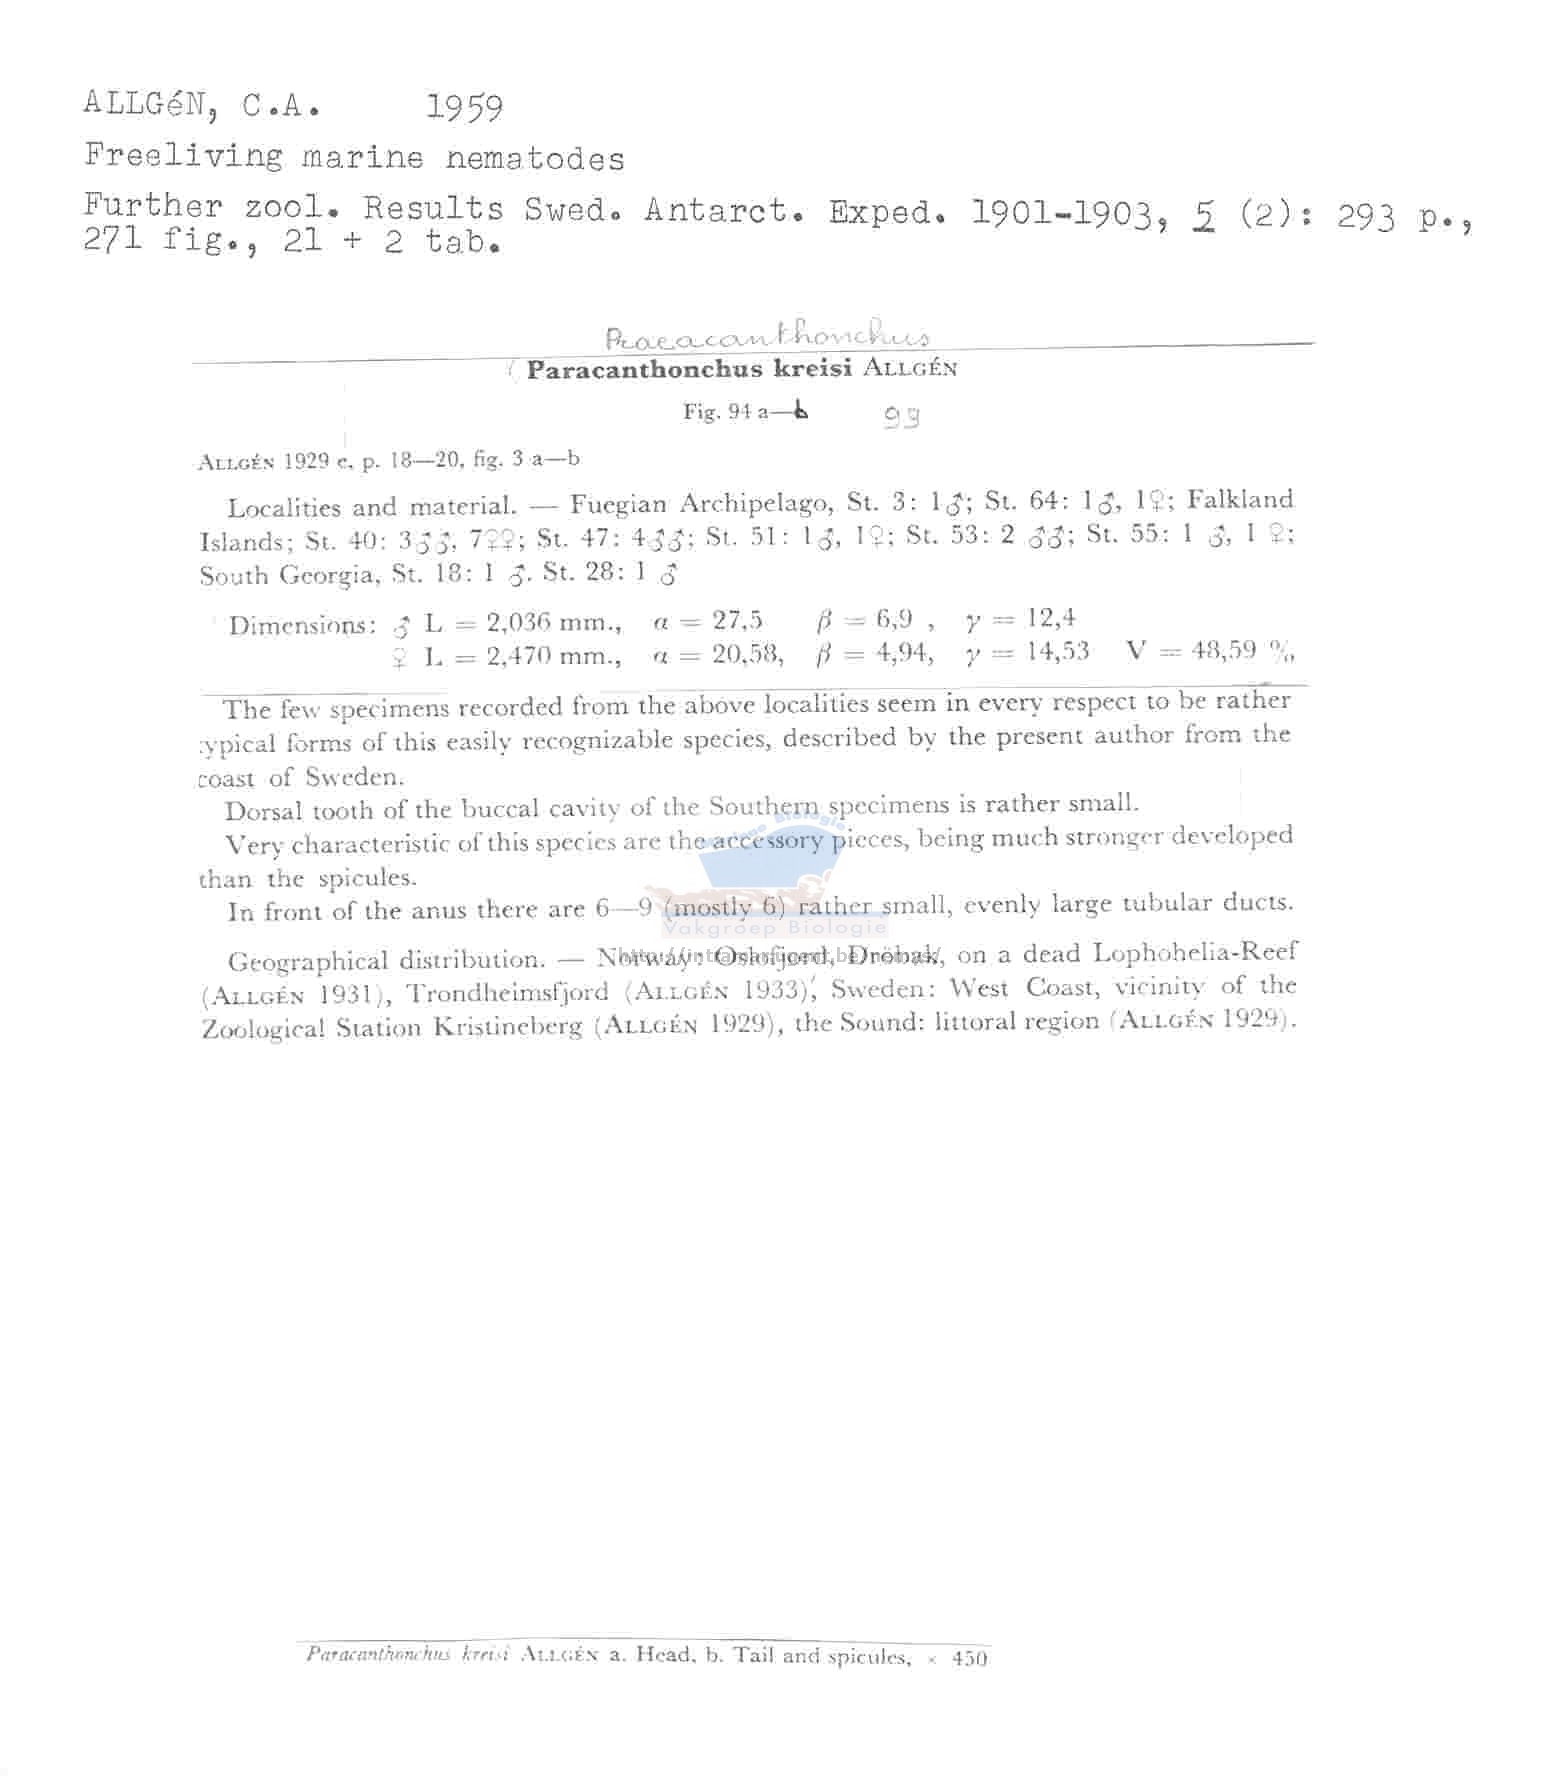 ALLGéN, C.A. 1959
Freeliving marine nematodes
Further zool. Results Swed. Antarct. Exped. 1901-1903, 5 (2): 293 p.,
271 fig., 21 + 2 tab.
Paracanthonchus
Paracanthonchus kreisi ALLGÉN
Fig. 94 a—b 99
ALLGÉN 1929 c, p. 18—20, fig. 3 a—b
Localities and material. — Fuegian Archipelago, St. 3: 1♂; St. 64: 1♂, 1♀; Falkland
Islands; St. 40: 3♂♂, 7♀♀; St. 47: 4♂♂; St. 51: 1♂, 1♀; St. 53: 2 ♂♂; St. 55: 1 ♂, 1 ♀;
South Georgia, St. 18: 1 ♂. St. 28: 1 ♂
Dimensions: ♂ L = 2,036 mm., α = 27,5 β = 6,9 , γ = 12,4
♀ L = 2,470 mm., α = 20,58, β = 4,94, γ = 14,53 V = 48,59 %
The few specimens recorded from the above localities seem in every respect to be rather
typical forms of this easily recognizable species, described by the present author from the
coast of Sweden.
Dorsal tooth of the buccal cavity of the Southern specimens is rather small.
Very characteristic of this species are the accessory pieces, being much stronger developed
than the spicules.
In front of the anus there are 6—9 (mostly 6) rather small, evenly large tubular ducts.
Vakgroep Biologie
Geographical distribution. — Norway: Oslofjord, Dröbak, on a dead Lophohelia-Reef
(ALLGÉN 1931), Trondheimsfjord (ALLGÉN 1933), Sweden: West Coast, vicinity of the
Zoological Station Kristineberg (ALLGÉN 1929), the Sound: littoral region (ALLGÉN 1929).
Paracanthonchus kreisi ALLGÉN a. Head, b. Tail and spicules, × 450